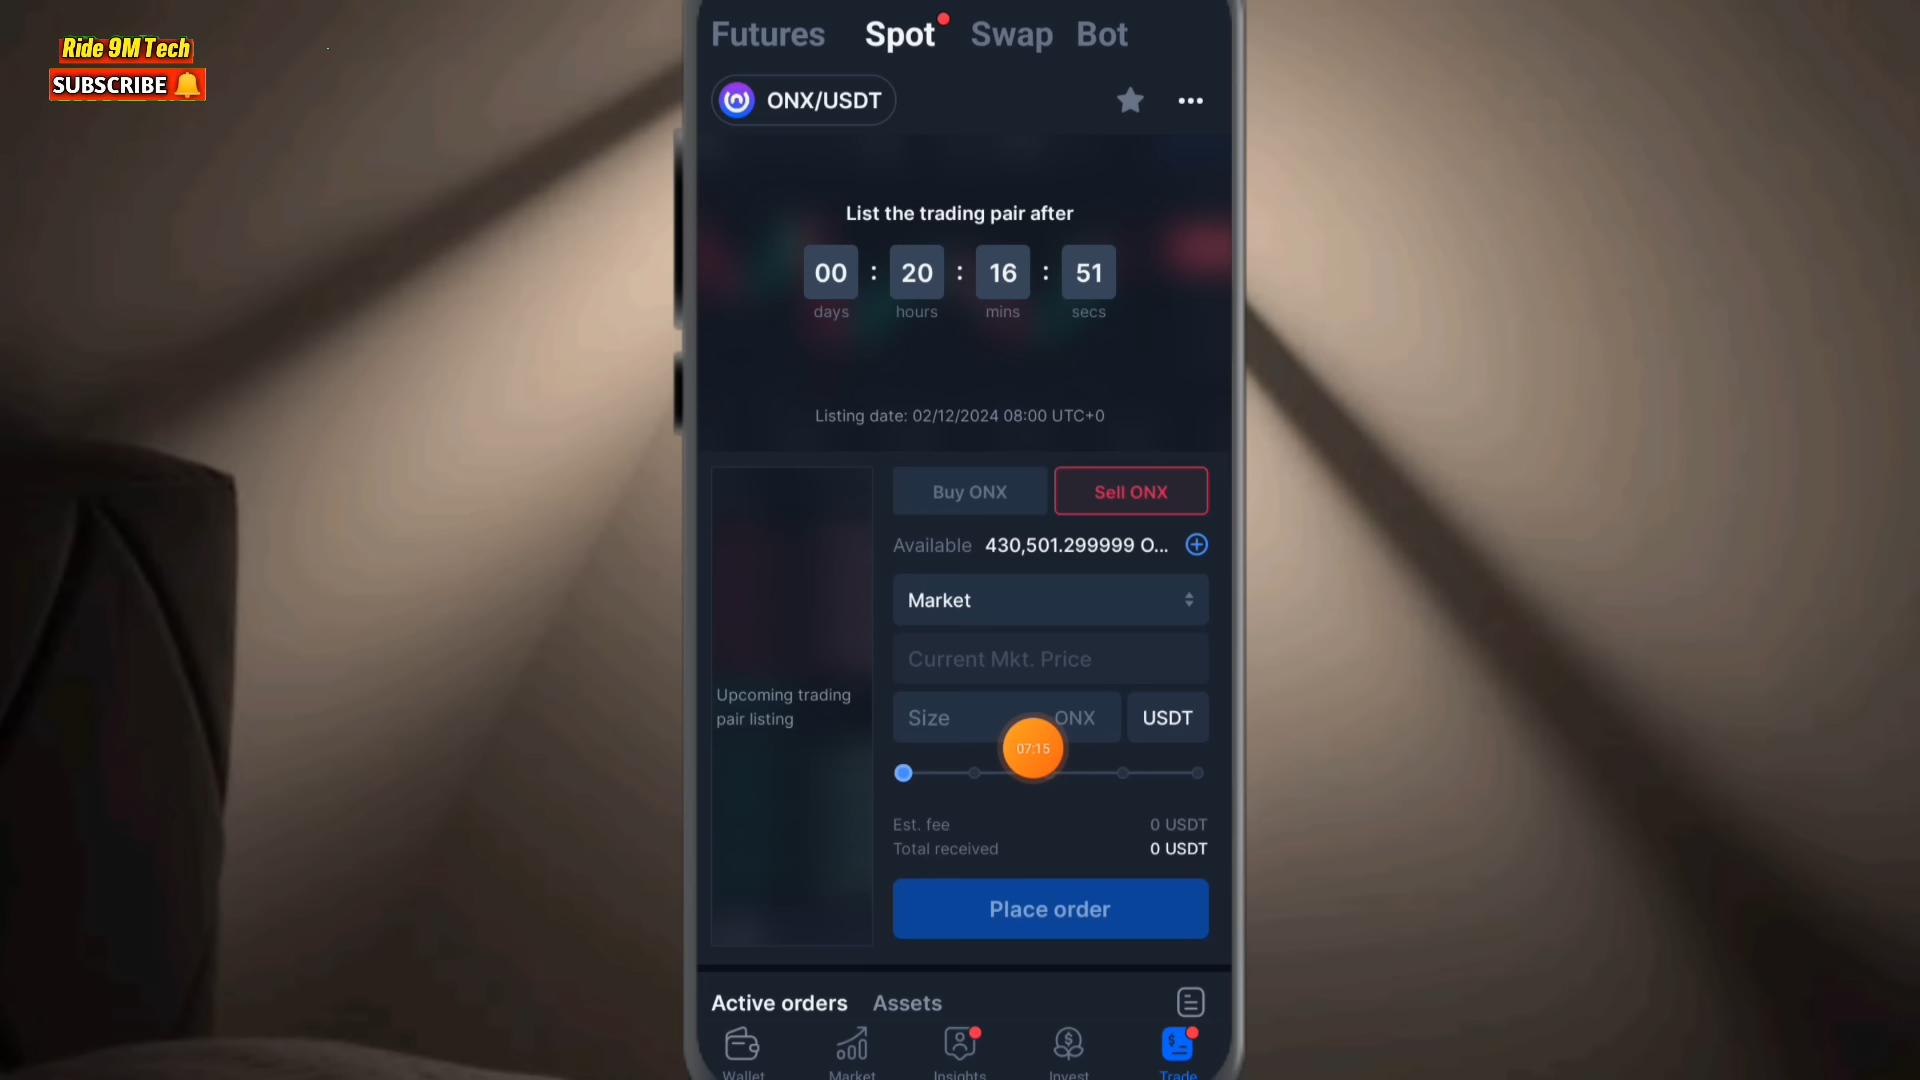 Ride 9M Tech
SUBSCRIBE
Futures Spot Swap Bot
ONX/USDT
List the trading pair after
00 : 20 : 16 : 51
days hours mins secs
Listing date: 02/12/2024 08:00 UTC+0
Buy ONX Sell ONX
Available 430,501.299999 O...
Market
Current Mkt. Price
Upcoming trading
pair listing
Size ONX USDT
07:15
Est. fee 0 USDT
Total received 0 USDT
Place order
Active orders Assets
Wallet Market Insights Invest Trade